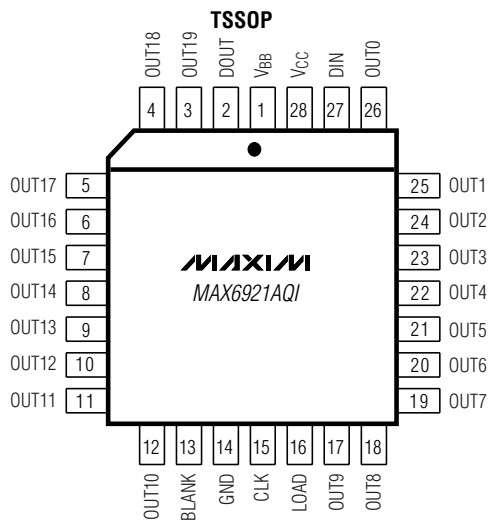 TSSOP
OUT18 OUT19 DOUT VBB VCC DIN OUT0
4 3 2 1 28 27 26
OUT17 5 25 OUT1
OUT16 6 24 OUT2
OUT15 7 23 OUT3
OUT14 8 22 OUT4
OUT13 9 21 OUT5
OUT12 10 20 OUT6
OUT11 11 19 OUT7
MAXIM
MAX6921AQI
12 13 14 15 16 17 18
OUT10 BLANK GND CLK LOAD OUT9 OUT8